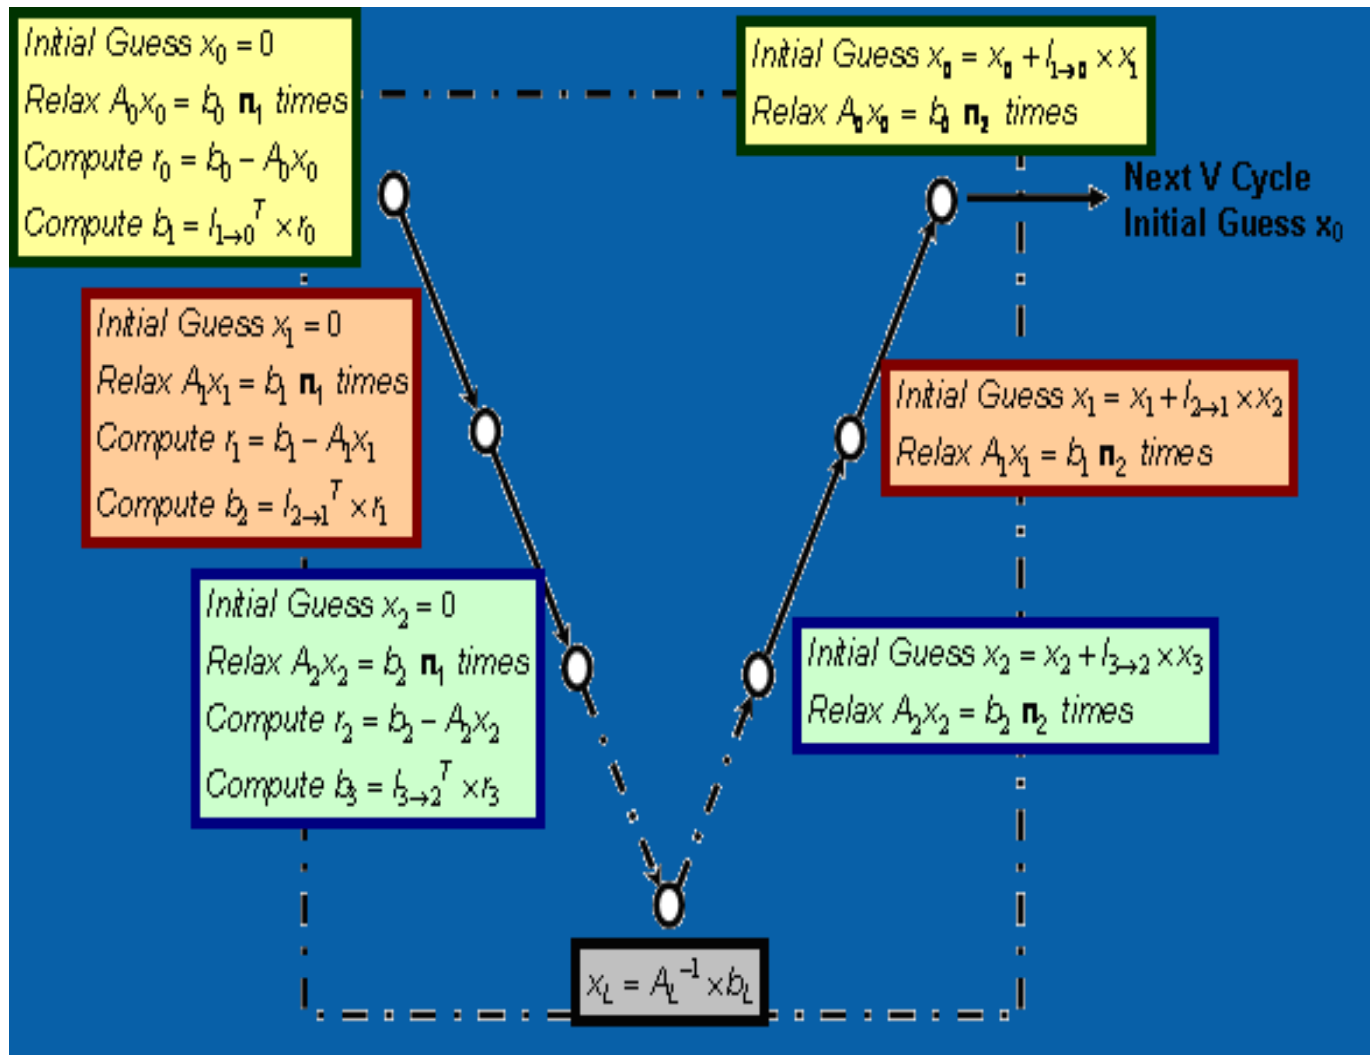 Initial Guess x₀ = 0
Relax A₀x₀ = b₀ n₁ times
Compute r₀ = b₀ − A₀x₀
Compute b₁ = I₁→₀ᵀ × r₀
Initial Guess x₀ = x₀ + I₁→₀ × x₁
Relax A₀x₀ = b₀ n₂ times
Next V Cycle
Initial Guess x₀
Initial Guess x₁ = 0
Relax A₁x₁ = b₁ n₁ times
Compute r₁ = b₁ − A₁x₁
Compute b₂ = I₂→₁ᵀ × r₁
Initial Guess x₁ = x₁ + I₂→₁ × x₂
Relax A₁x₁ = b₁ n₂ times
Initial Guess x₂ = 0
Relax A₂x₂ = b₂ n₁ times
Compute r₂ = b₂ − A₂x₂
Compute b₃ = I₃→₂ᵀ × r₃
Initial Guess x₂ = x₂ + I₃→₂ × x₃
Relax A₂x₂ = b₂ n₂ times
x_L = A_L⁻¹ × b_L